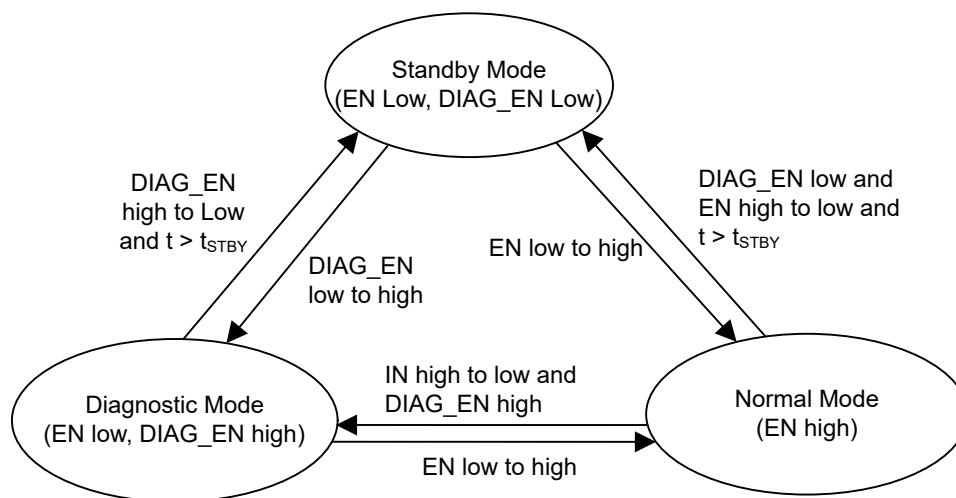 Standby Mode
(EN Low, DIAG_EN Low)
DIAG_EN
high to Low
and t > tSTBY
DIAG_EN
low to high
EN low to high
DIAG_EN low and
EN high to low and
t > tSTBY
Diagnostic Mode
(EN low, DIAG_EN high)
IN high to low and
DIAG_EN high
EN low to high
Normal Mode
(EN high)